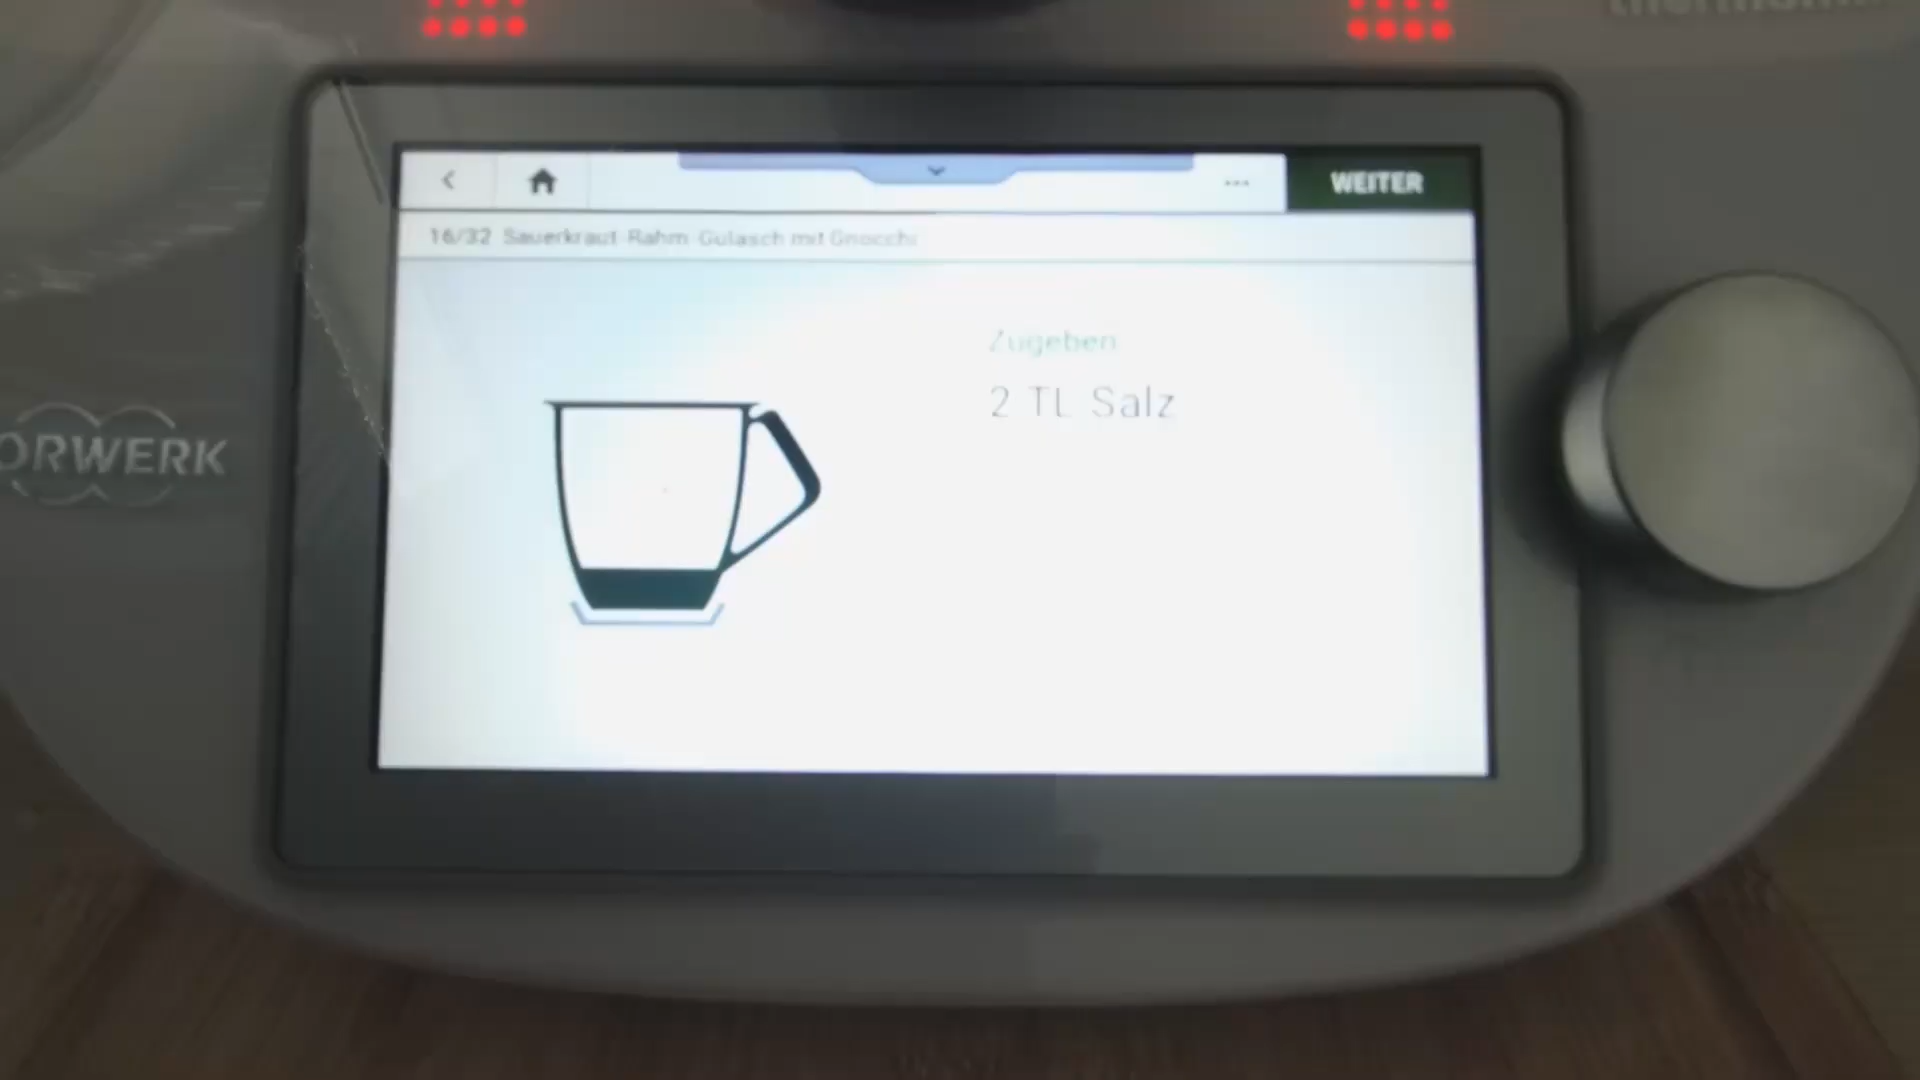 WEITER
16/32 Sauerkraut-Rahm-Gulasch mit Gnocchi
Zugeben
2 TL Salz
ORWERK